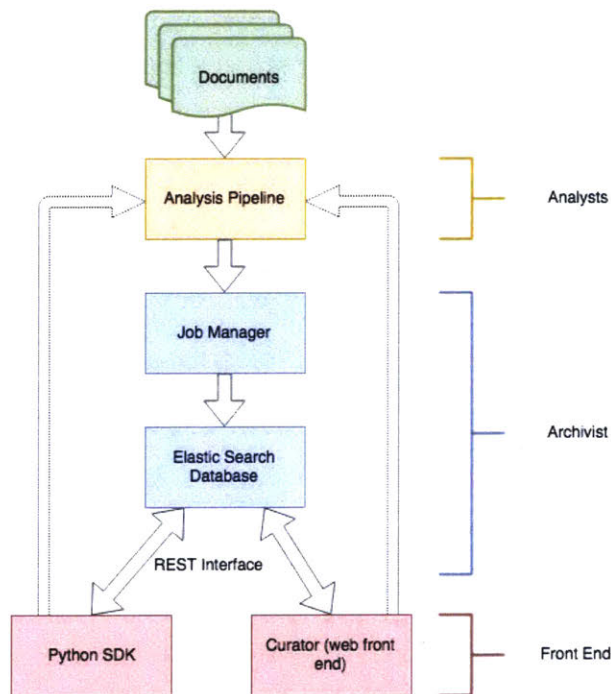 Documents
Analysis Pipeline
Analysts
Job Manager
Archivist
Elastic Search
Database
REST Interface
Python SDK
Curator (web front
end)
Front End